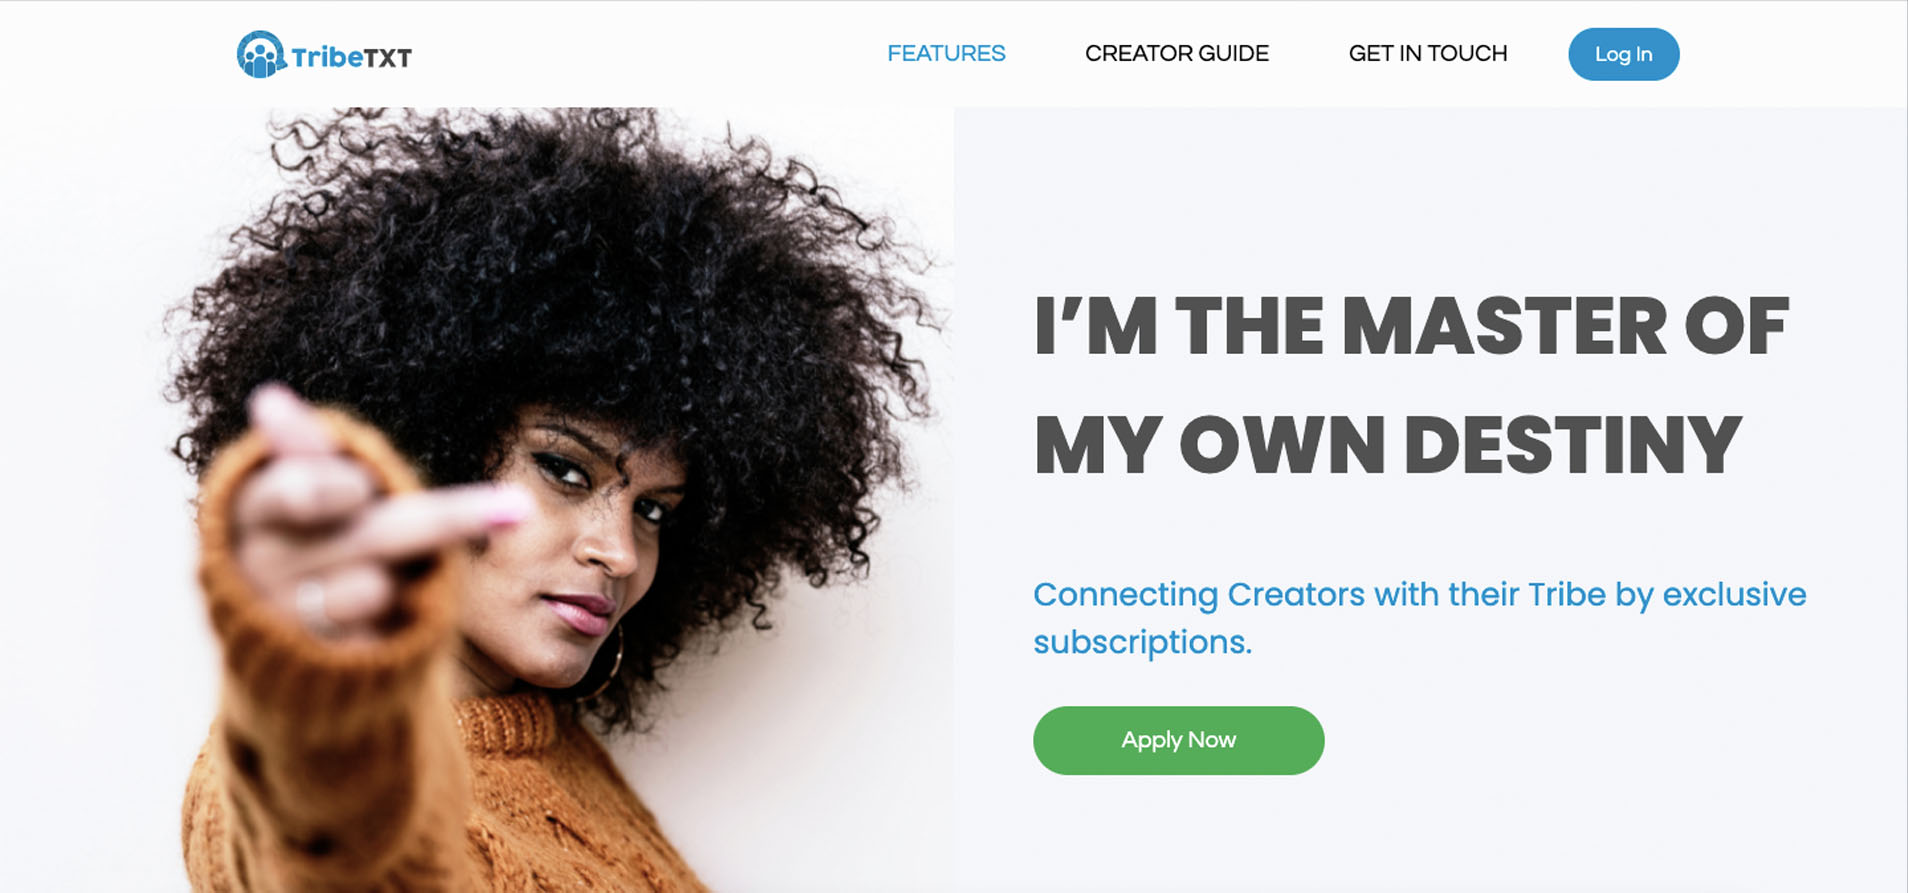 TribeTXT
FEATURES
CREATOR GUIDE
GET IN TOUCH
Log In
I’M THE MASTER OF
MY OWN DESTINY
Connecting Creators with their Tribe by exclusive
subscriptions.
Apply Now